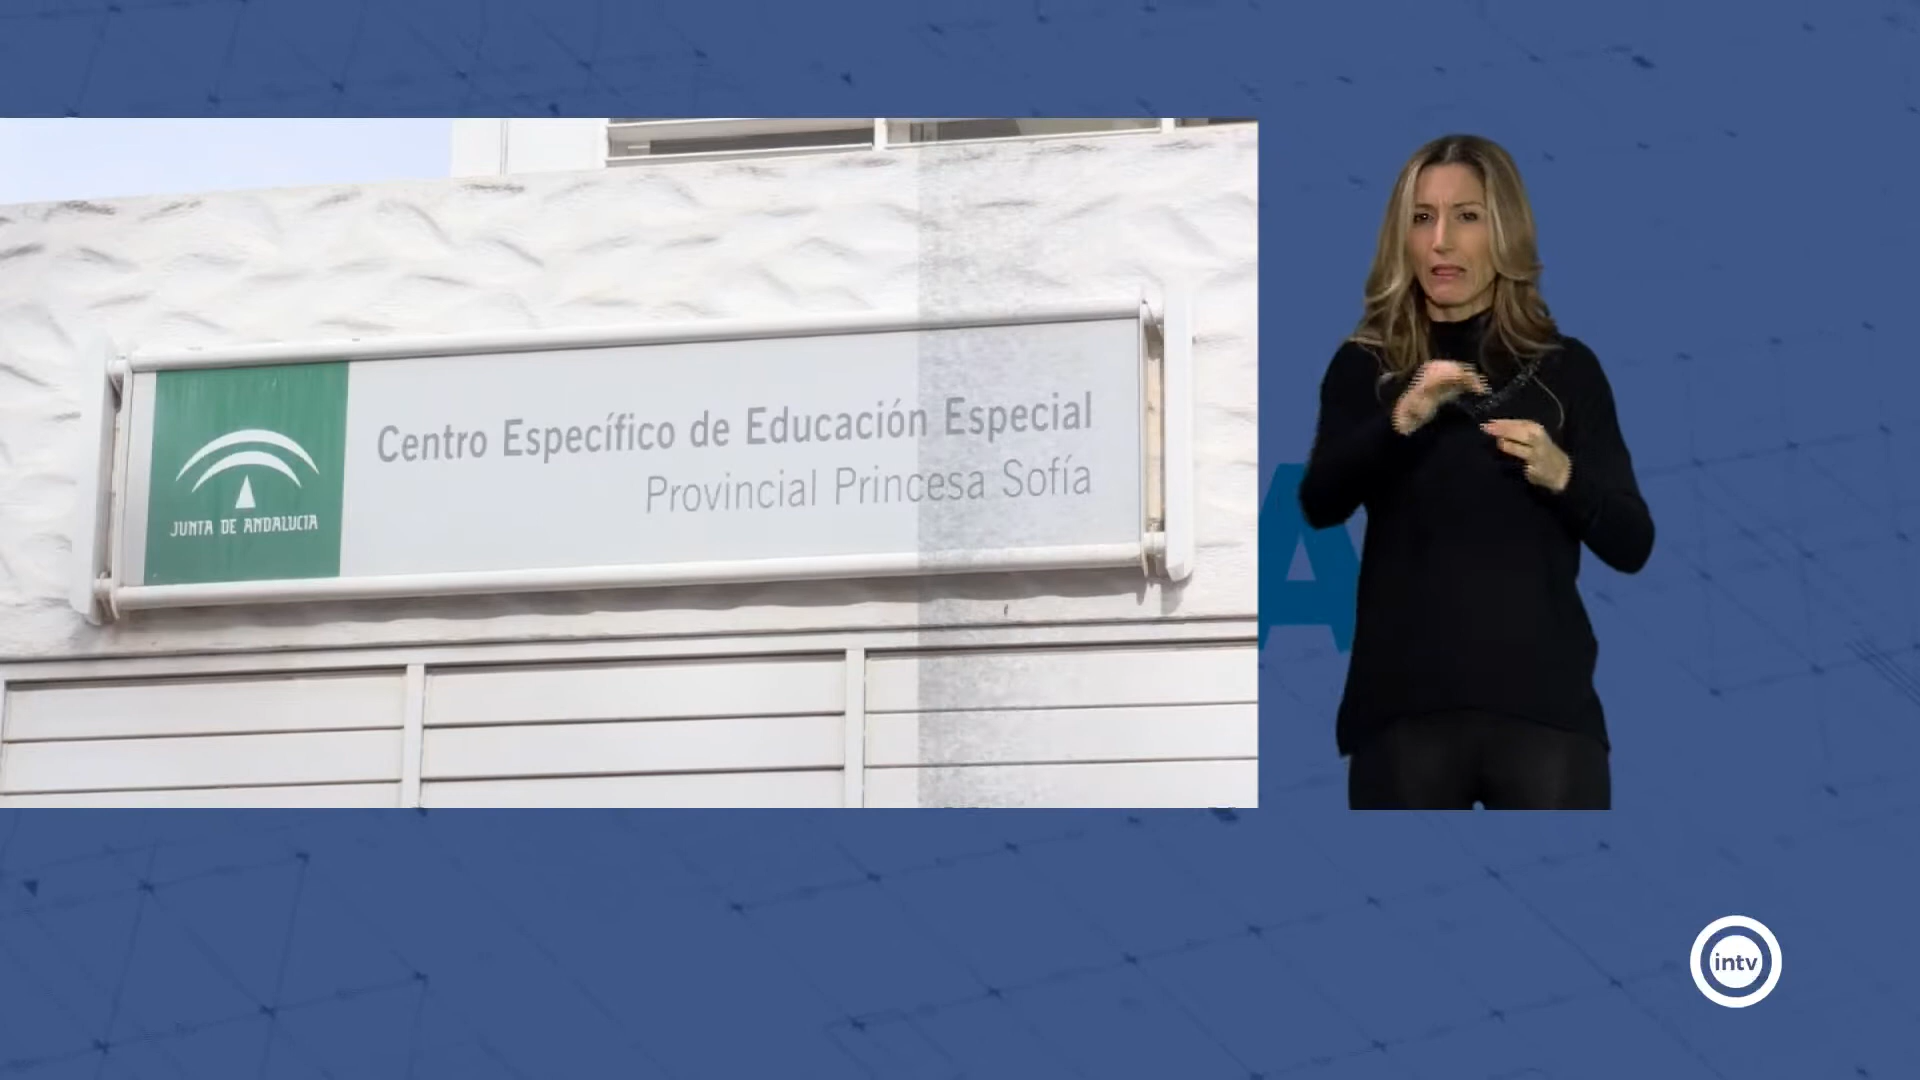 Centro Específico de Educación Especial
Provincial Princesa Sofía
JUNTA DE ANDALUCIA
A
intv